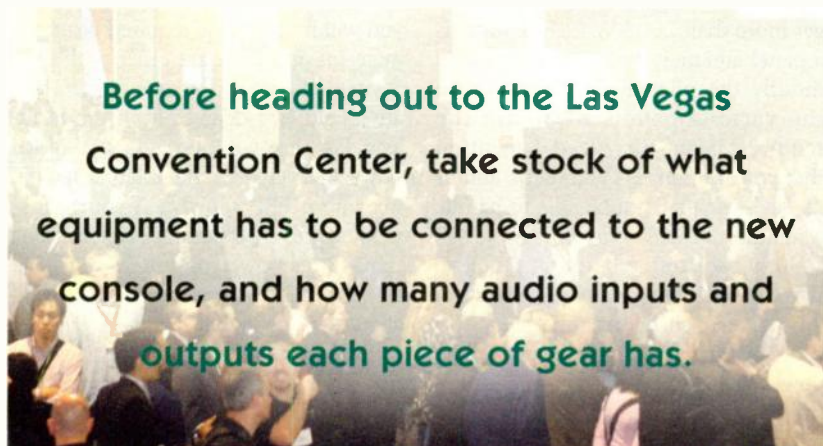 Before heading out to the Las Vegas
Convention Center, take stock of what
equipment has to be connected to the new
console, and how many audio inputs and
outputs each piece of gear has.